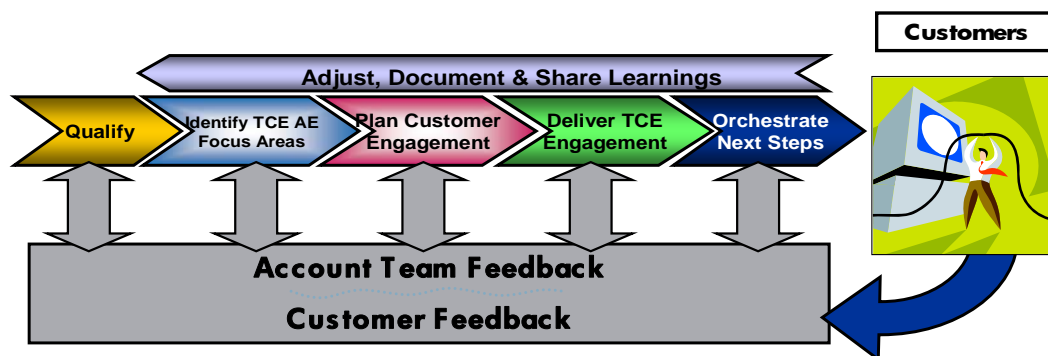 Customers
Adjust, Document & Share Learnings
Qualify
Identify TCE AE
Focus Areas
Plan Customer
Engagement
Deliver TCE
Engagement
Orchestrate
Next Steps
Account Team Feedback
Customer Feedback